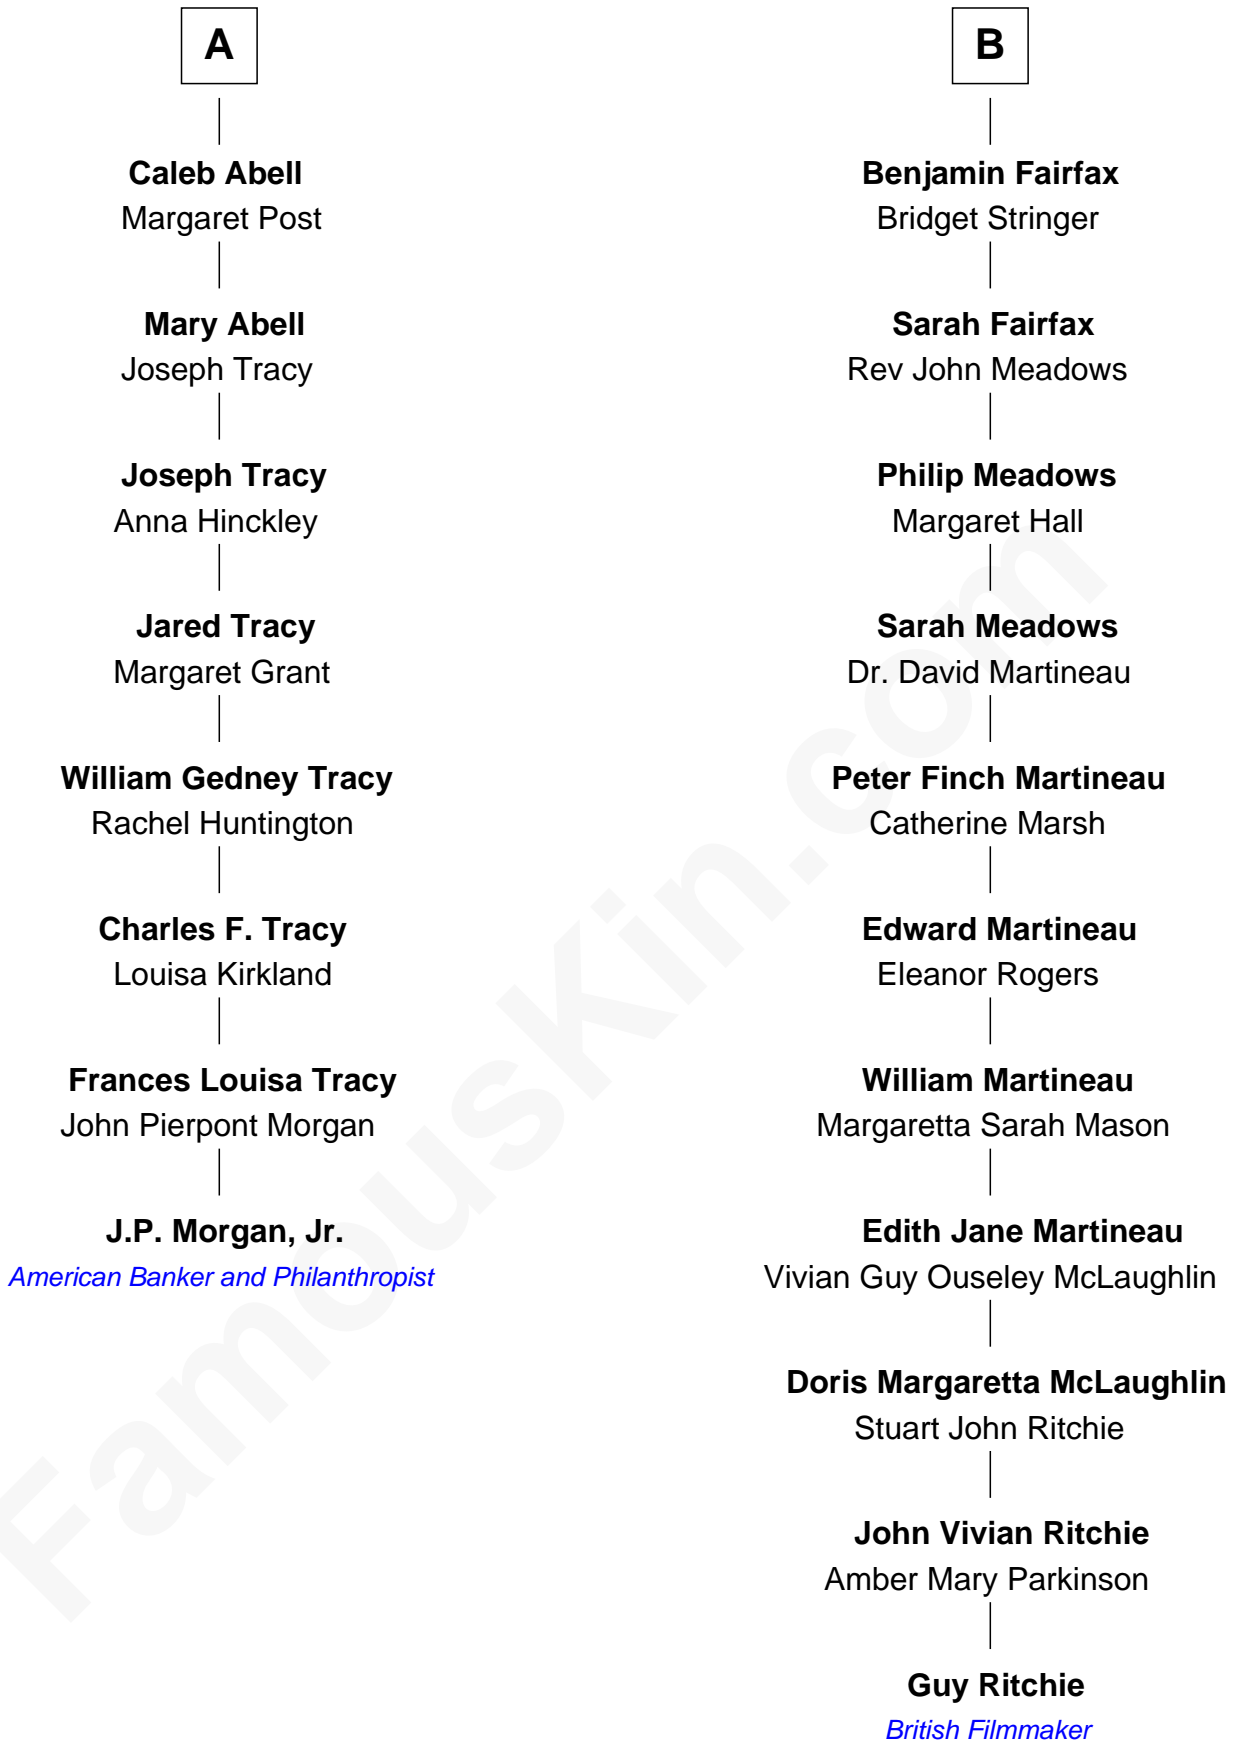 A
Caleb Abell
Margaret Post
Mary Abell
Joseph Tracy
Joseph Tracy
Anna Hinckley
Jared Tracy
Margaret Grant
William Gedney Tracy
Rachel Huntington
Charles F. Tracy
Louisa Kirkland
Frances Louisa Tracy
John Pierpont Morgan
J.P. Morgan, Jr.
American Banker and Philanthropist
B
Benjamin Fairfax
Bridget Stringer
Sarah Fairfax
Rev John Meadows
Philip Meadows
Margaret Hall
Sarah Meadows
Dr. David Martineau
Peter Finch Martineau
Catherine Marsh
Edward Martineau
Eleanor Rogers
William Martineau
Margaretta Sarah Mason
Edith Jane Martineau
Vivian Guy Ouseley McLaughlin
Doris Margaretta McLaughlin
Stuart John Ritchie
John Vivian Ritchie
Amber Mary Parkinson
Guy Ritchie
British Filmmaker
FamousKin.com